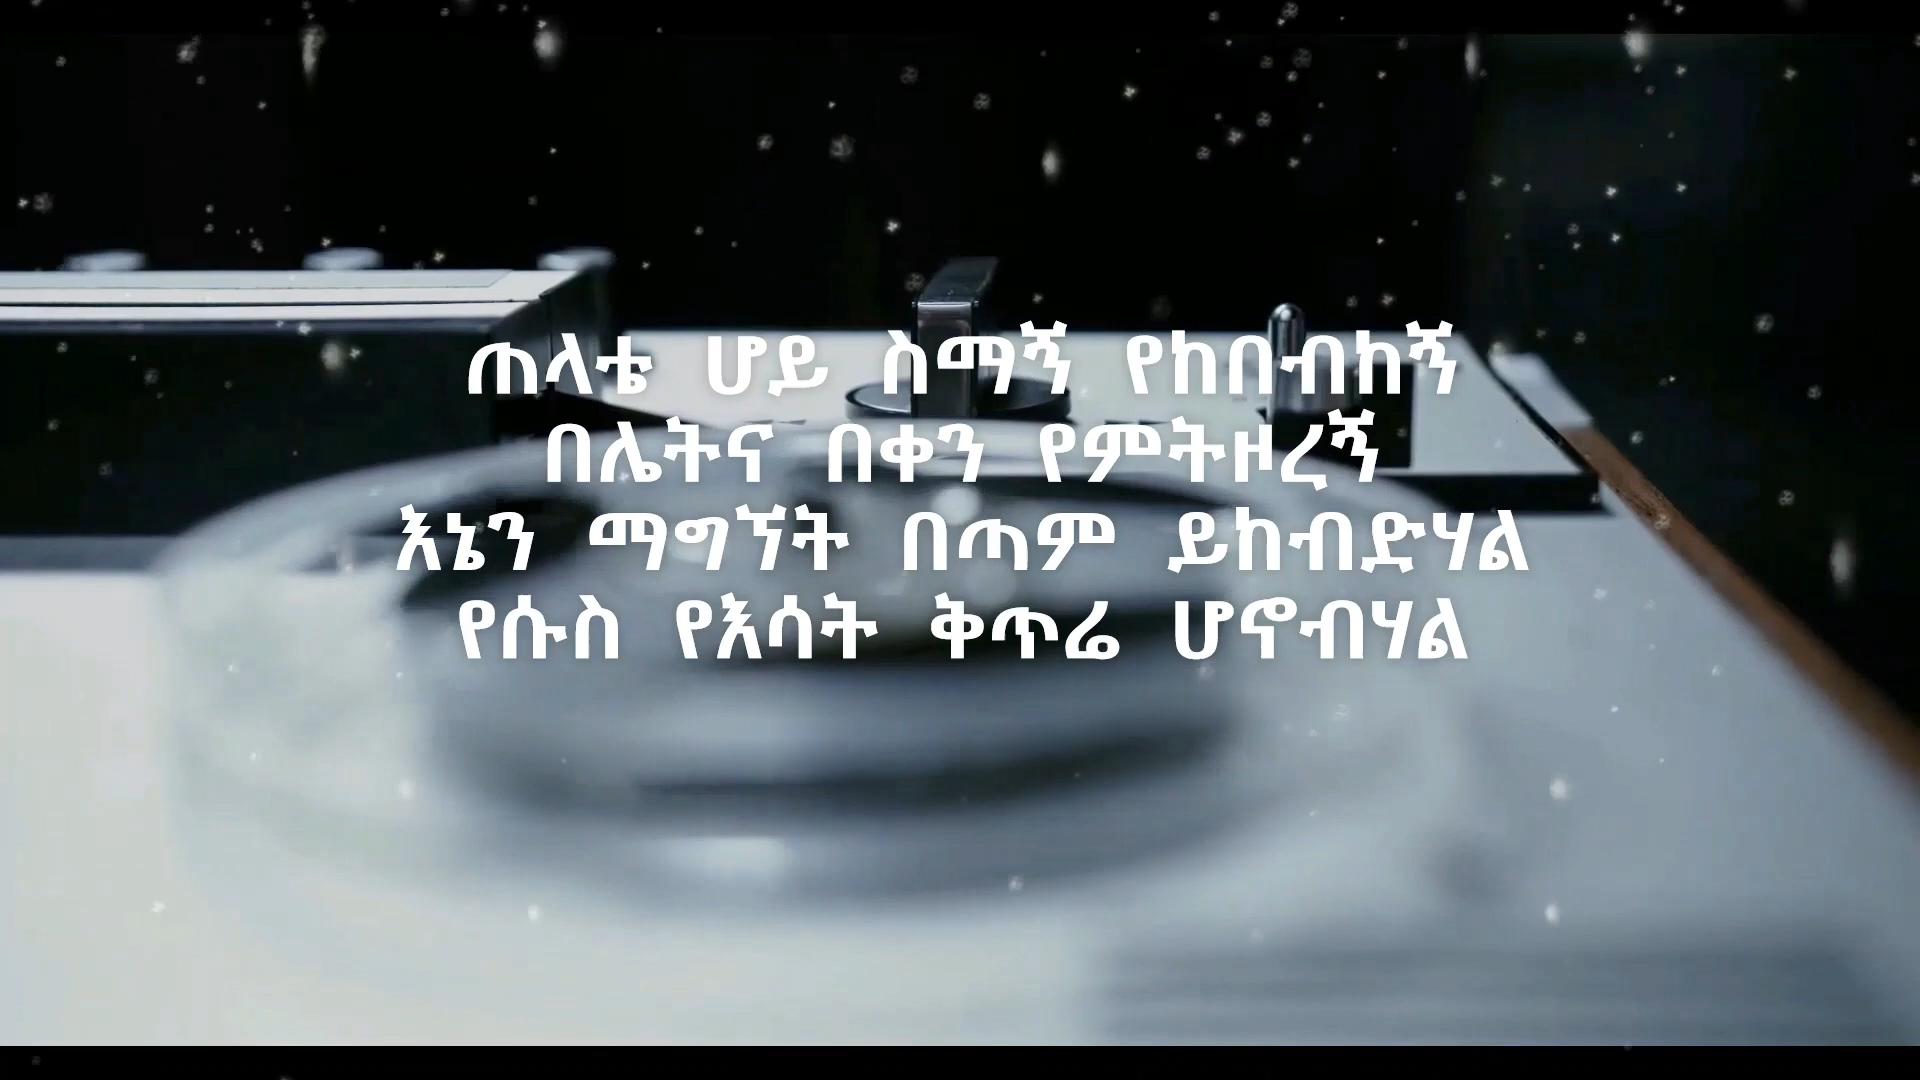 ጠላቴ ሆይ ስማኝ የከበብከኝ
በሌትና በቀን የምትዞረኝ
እኔን ማግኘት በጣም ይከብድሃል
የሱስ የእሳት ቅጥሬ ሆኖብሃል